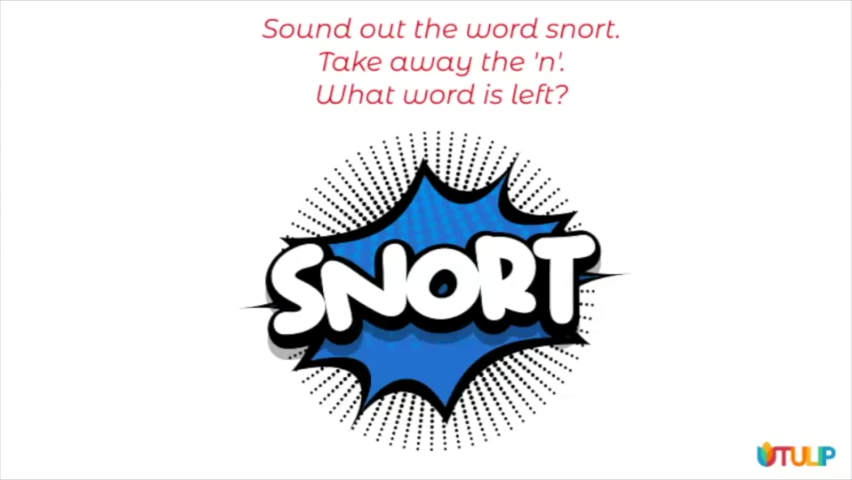 Sound out the word snort.
Take away the 'n'.
What word is left?
SNORT
TULIP